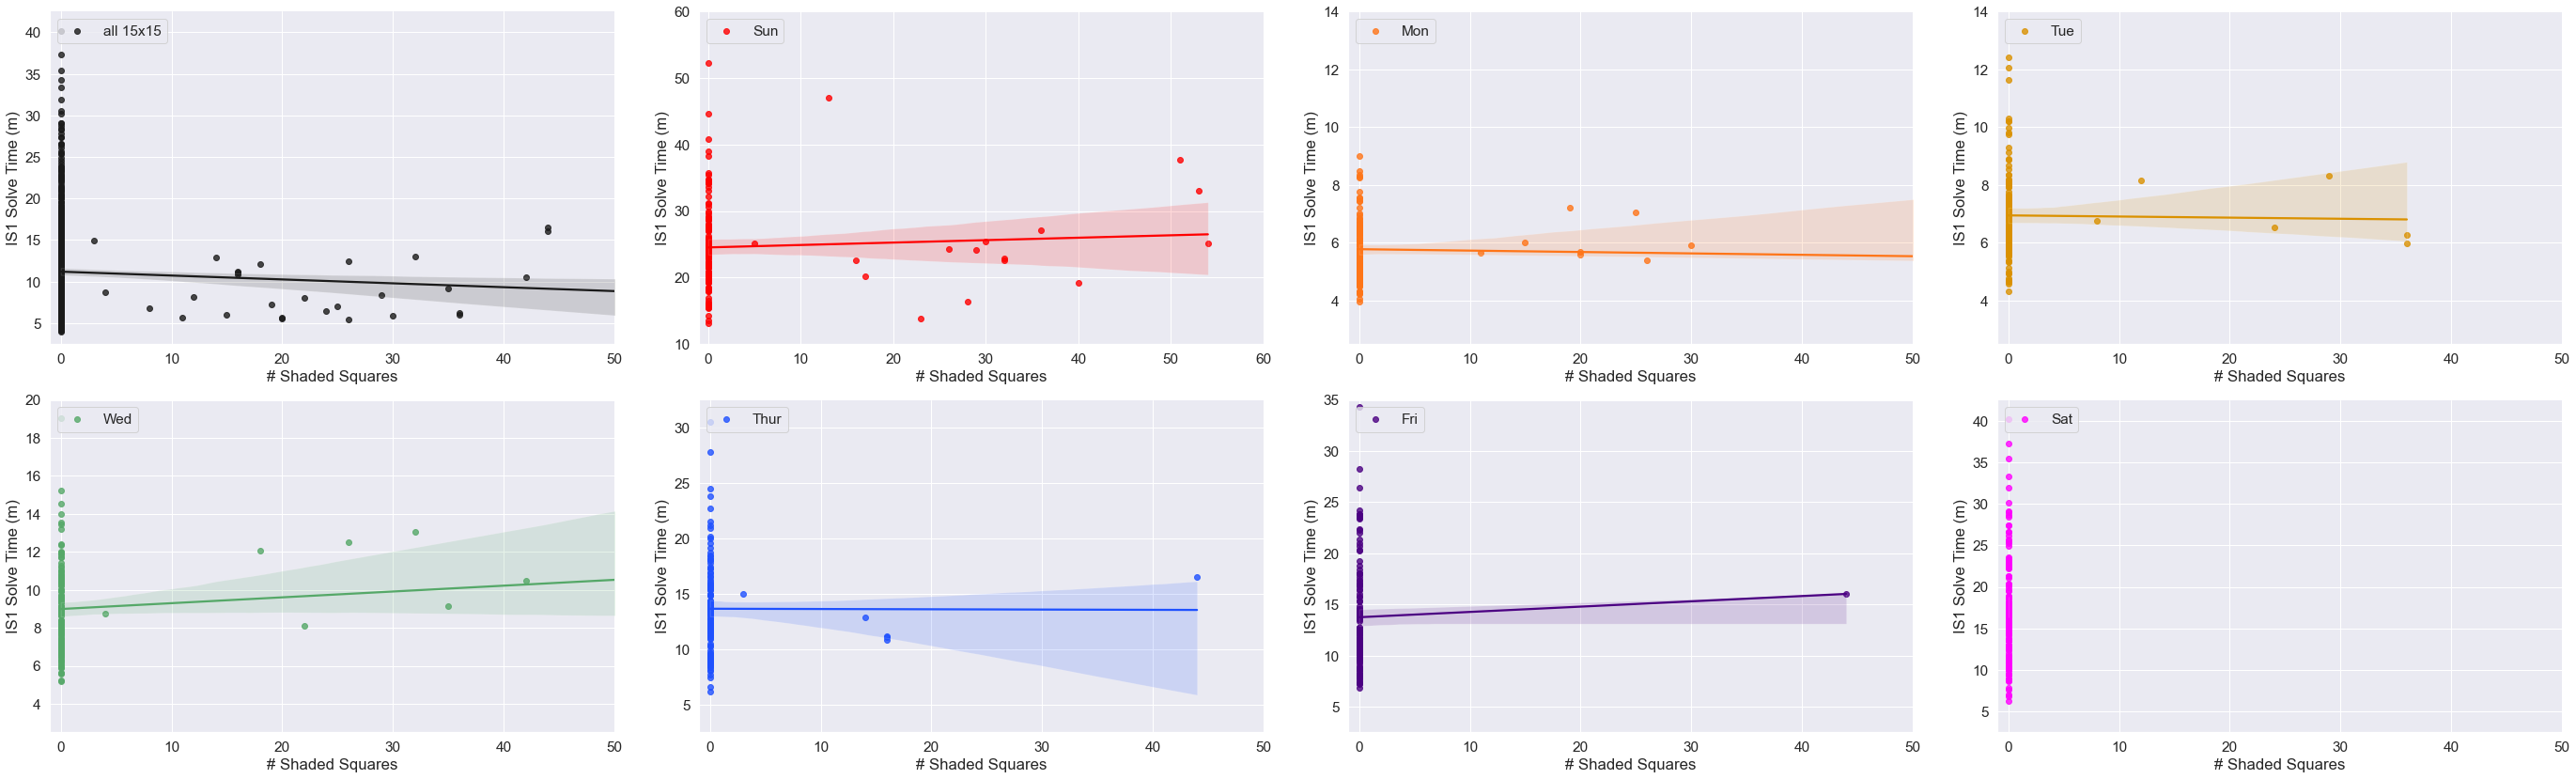 all 15x15
IS1 Solve Time (m)
40
35
30
25
20
15
10
5
0 10 20 30 40 50
# Shaded Squares
Sun
IS1 Solve Time (m)
60
50
40
30
20
10
0 10 20 30 40 50 60
# Shaded Squares
Mon
IS1 Solve Time (m)
14
12
10
8
6
4
0 10 20 30 40 50
# Shaded Squares
Tue
IS1 Solve Time (m)
14
12
10
8
6
4
0 10 20 30 40 50
# Shaded Squares
Wed
IS1 Solve Time (m)
20
18
16
14
12
10
8
6
4
0 10 20 30 40 50
# Shaded Squares
Thur
IS1 Solve Time (m)
30
25
20
15
10
5
0 10 20 30 40 50
# Shaded Squares
Fri
IS1 Solve Time (m)
35
30
25
20
15
10
5
0 10 20 30 40 50
# Shaded Squares
Sat
IS1 Solve Time (m)
40
35
30
25
20
15
10
5
0 10 20 30 40 50
# Shaded Squares